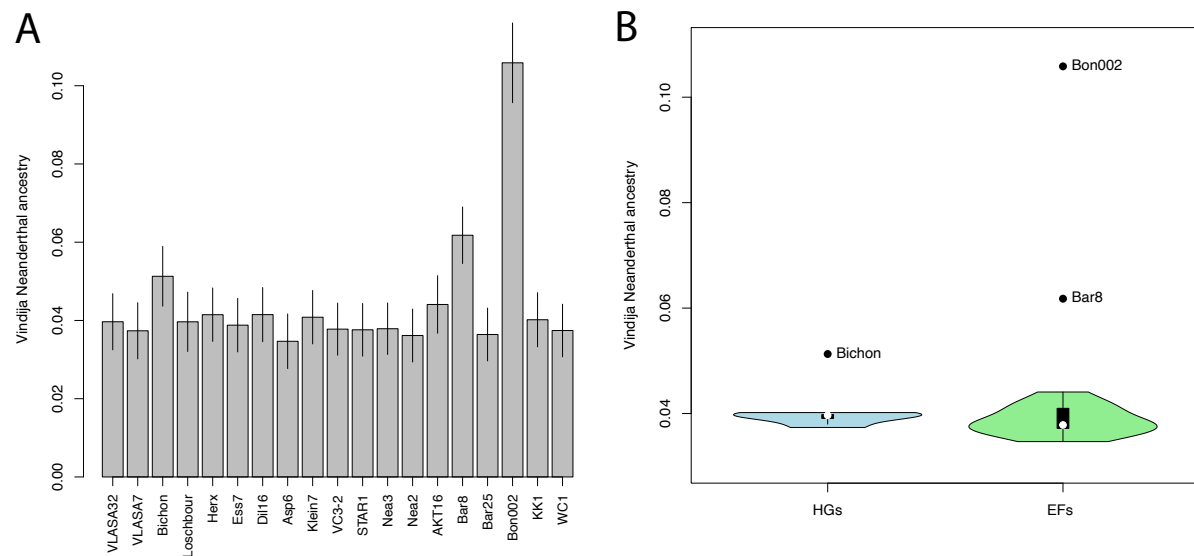 A
Vindija Neanderthal ancestry
0.00
0.02
0.04
0.06
0.08
0.10
VLASA32
VLASA7
Bichon
Loschbour
Herx
Ess7
Dil16
Asp6
Klein7
VC3-2
STAR1
Nea3
Nea2
AKT16
Bar8
Bar25
Bon002
KK1
WC1
B
Vindija Neanderthal ancestry
0.04
0.06
0.08
0.10
Bon002
Bar8
Bichon
HGs
EFs